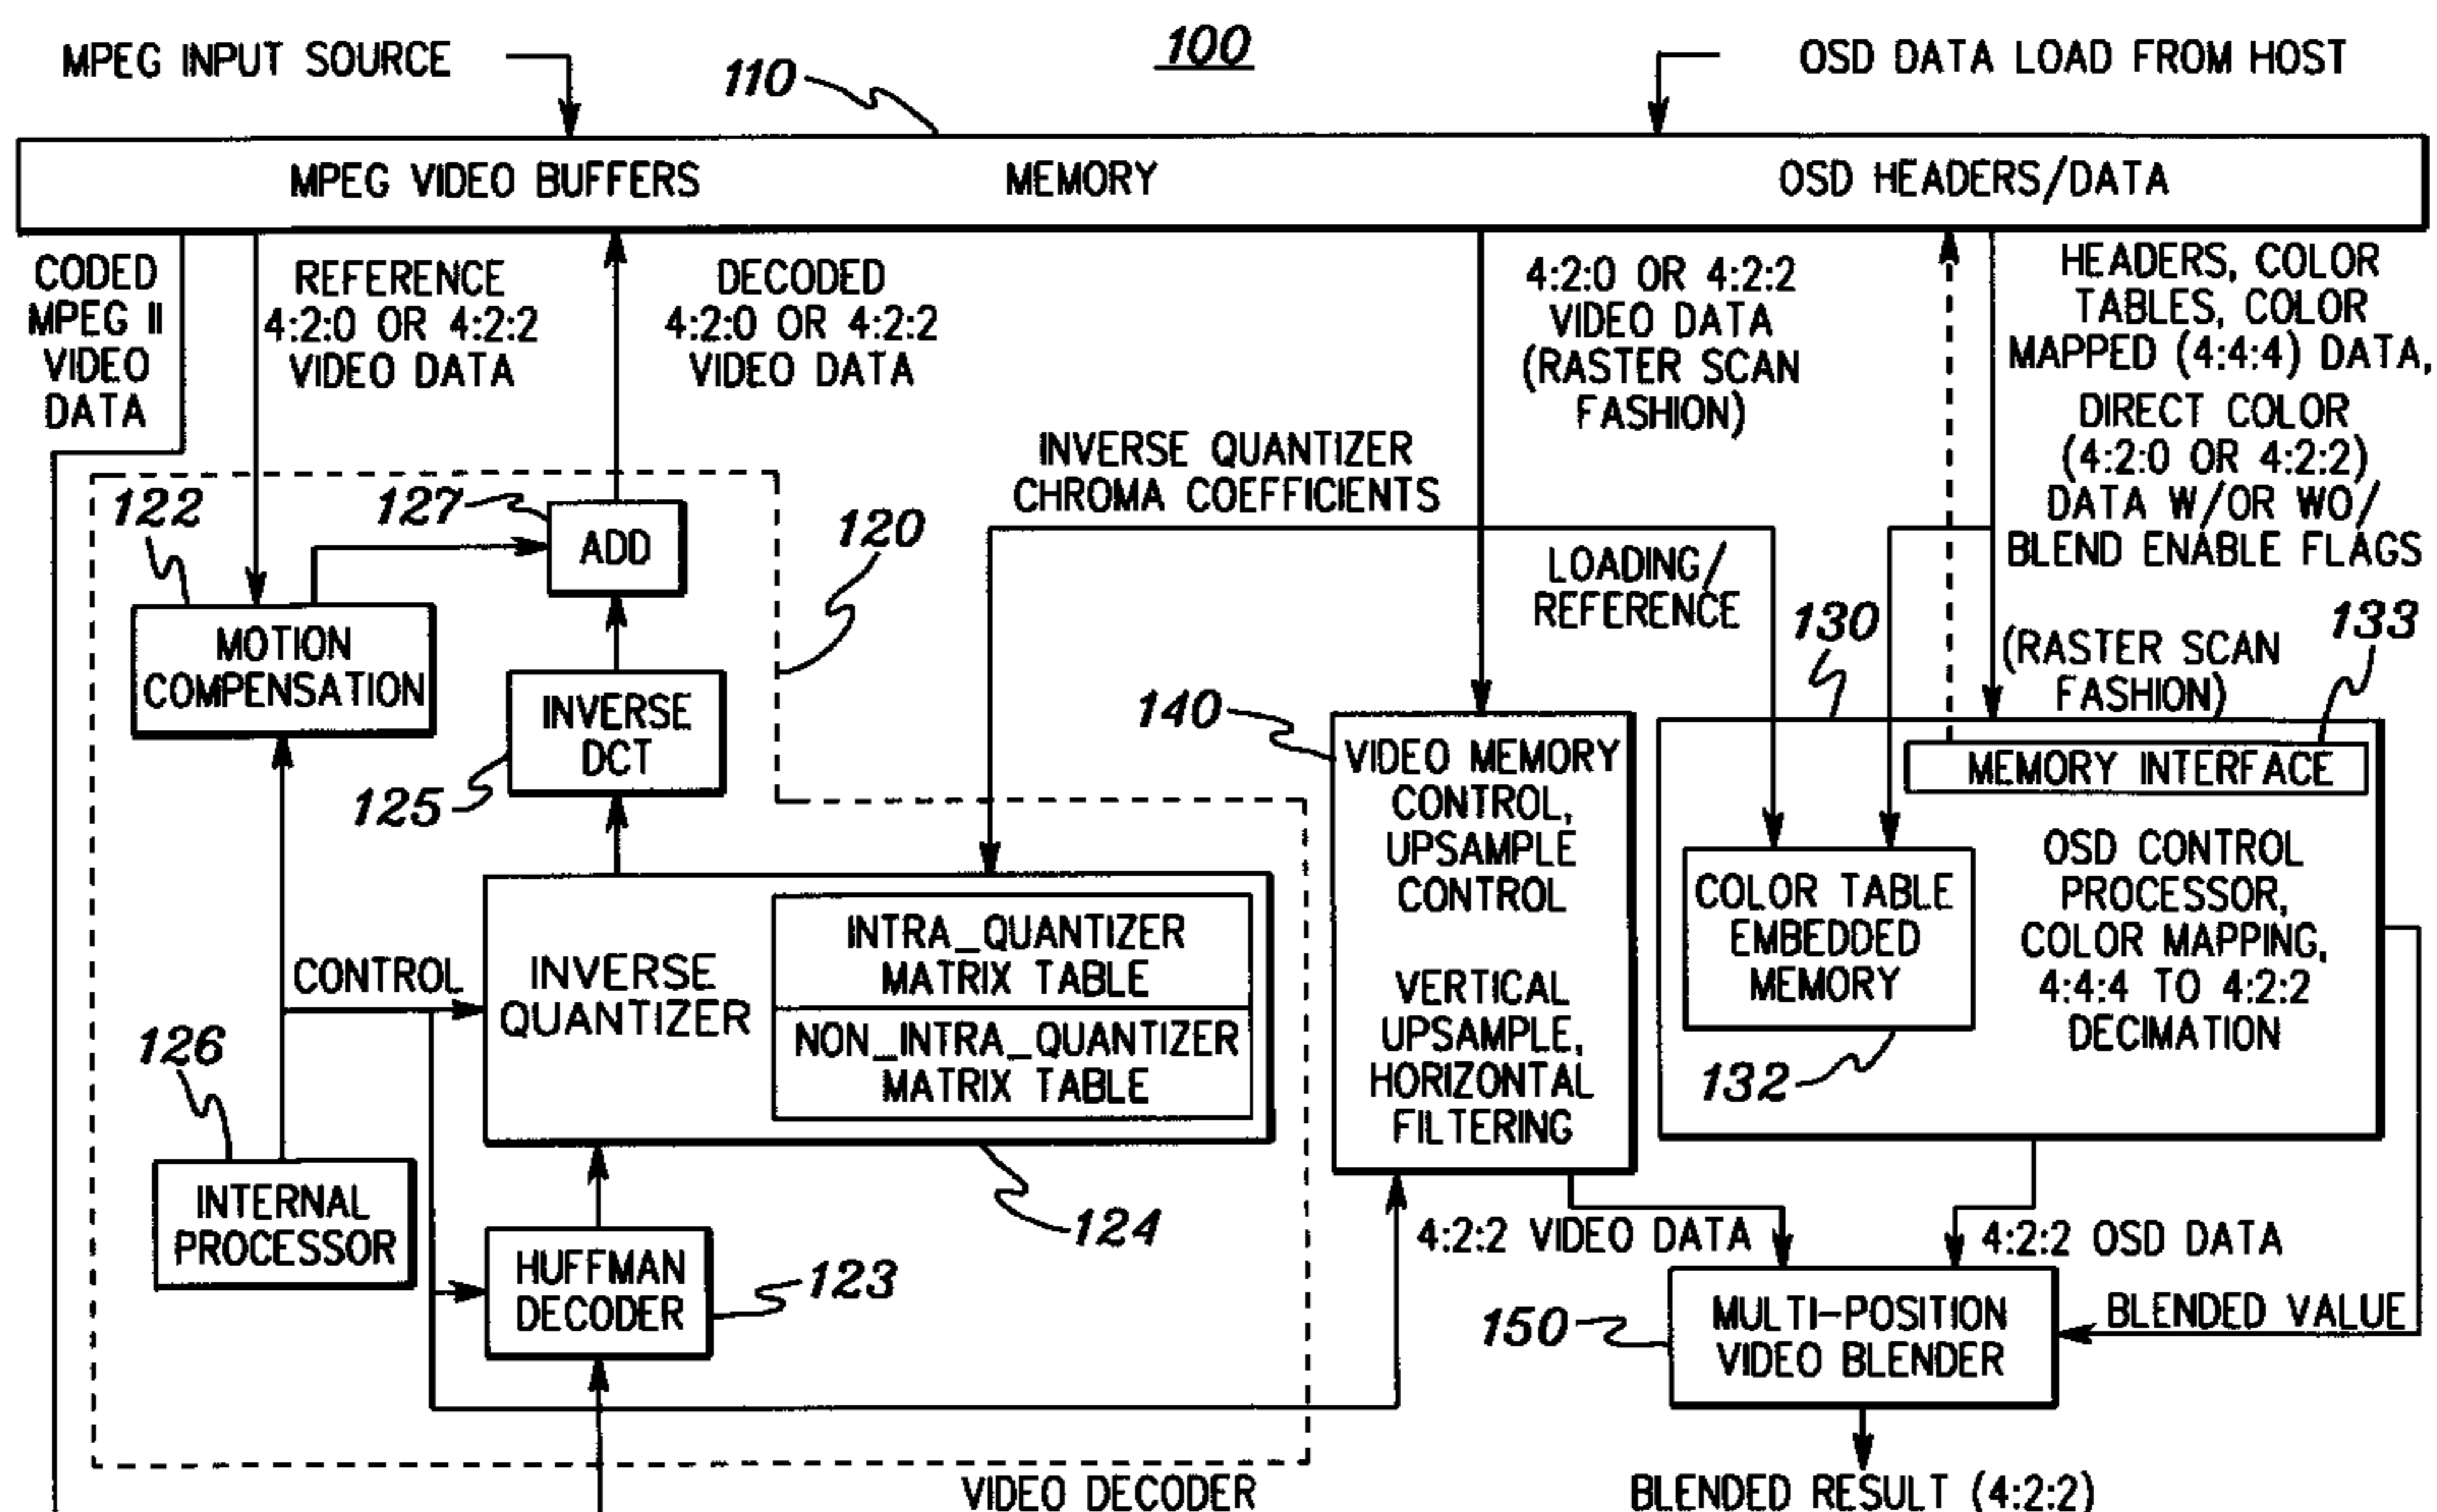 100
MPEG INPUT SOURCE
110
OSD DATA LOAD FROM HOST
MPEG VIDEO BUFFERS
MEMORY
OSD HEADERS/DATA
CODED
MPEG II
VIDEO
DATA
REFERENCE
4:2:0 OR 4:2:2
VIDEO DATA
DECODED
4:2:0 OR 4:2:2
VIDEO DATA
4:2:0 OR 4:2:2
VIDEO DATA
(RASTER SCAN
FASHION)
HEADERS, COLOR
TABLES, COLOR
MAPPED (4:4:4) DATA,
DIRECT COLOR
(4:2:0 OR 4:2:2)
DATA W/OR WO/
BLEND ENABLE FLAGS
(RASTER SCAN
FASHION)
INVERSE QUANTIZER
CHROMA COEFFICIENTS
LOADING/
REFERENCE
122
127
ADD
120
MOTION
COMPENSATION
INVERSE
DCT
125
140
130
133
VIDEO MEMORY
CONTROL,
UPSAMPLE
CONTROL
VERTICAL
UPSAMPLE,
HORIZONTAL
FILTERING
MEMORY INTERFACE
COLOR TABLE
EMBEDDED
MEMORY
132
OSD CONTROL
PROCESSOR,
COLOR MAPPING,
4:4:4 TO 4:2:2
DECIMATION
CONTROL
INVERSE
QUANTIZER
INTRA_QUANTIZER
MATRIX TABLE
NON_INTRA_QUANTIZER
MATRIX TABLE
126
INTERNAL
PROCESSOR
124
HUFFMAN
DECODER
123
4:2:2 VIDEO DATA
4:2:2 OSD DATA
150
MULTI-POSITION
VIDEO BLENDER
BLENDED VALUE
VIDEO DECODER
BLENDED RESULT (4:2:2)